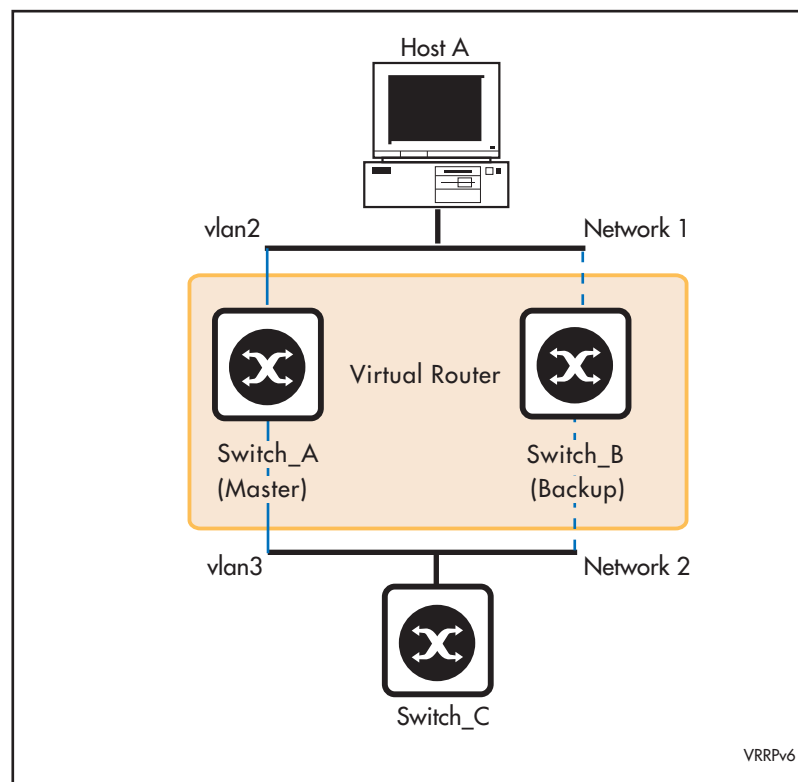 Host A
vlan2
Network 1
Virtual Router
Switch_A
(Master)
Switch_B
(Backup)
vlan3
Network 2
Switch_C
VRRPv6